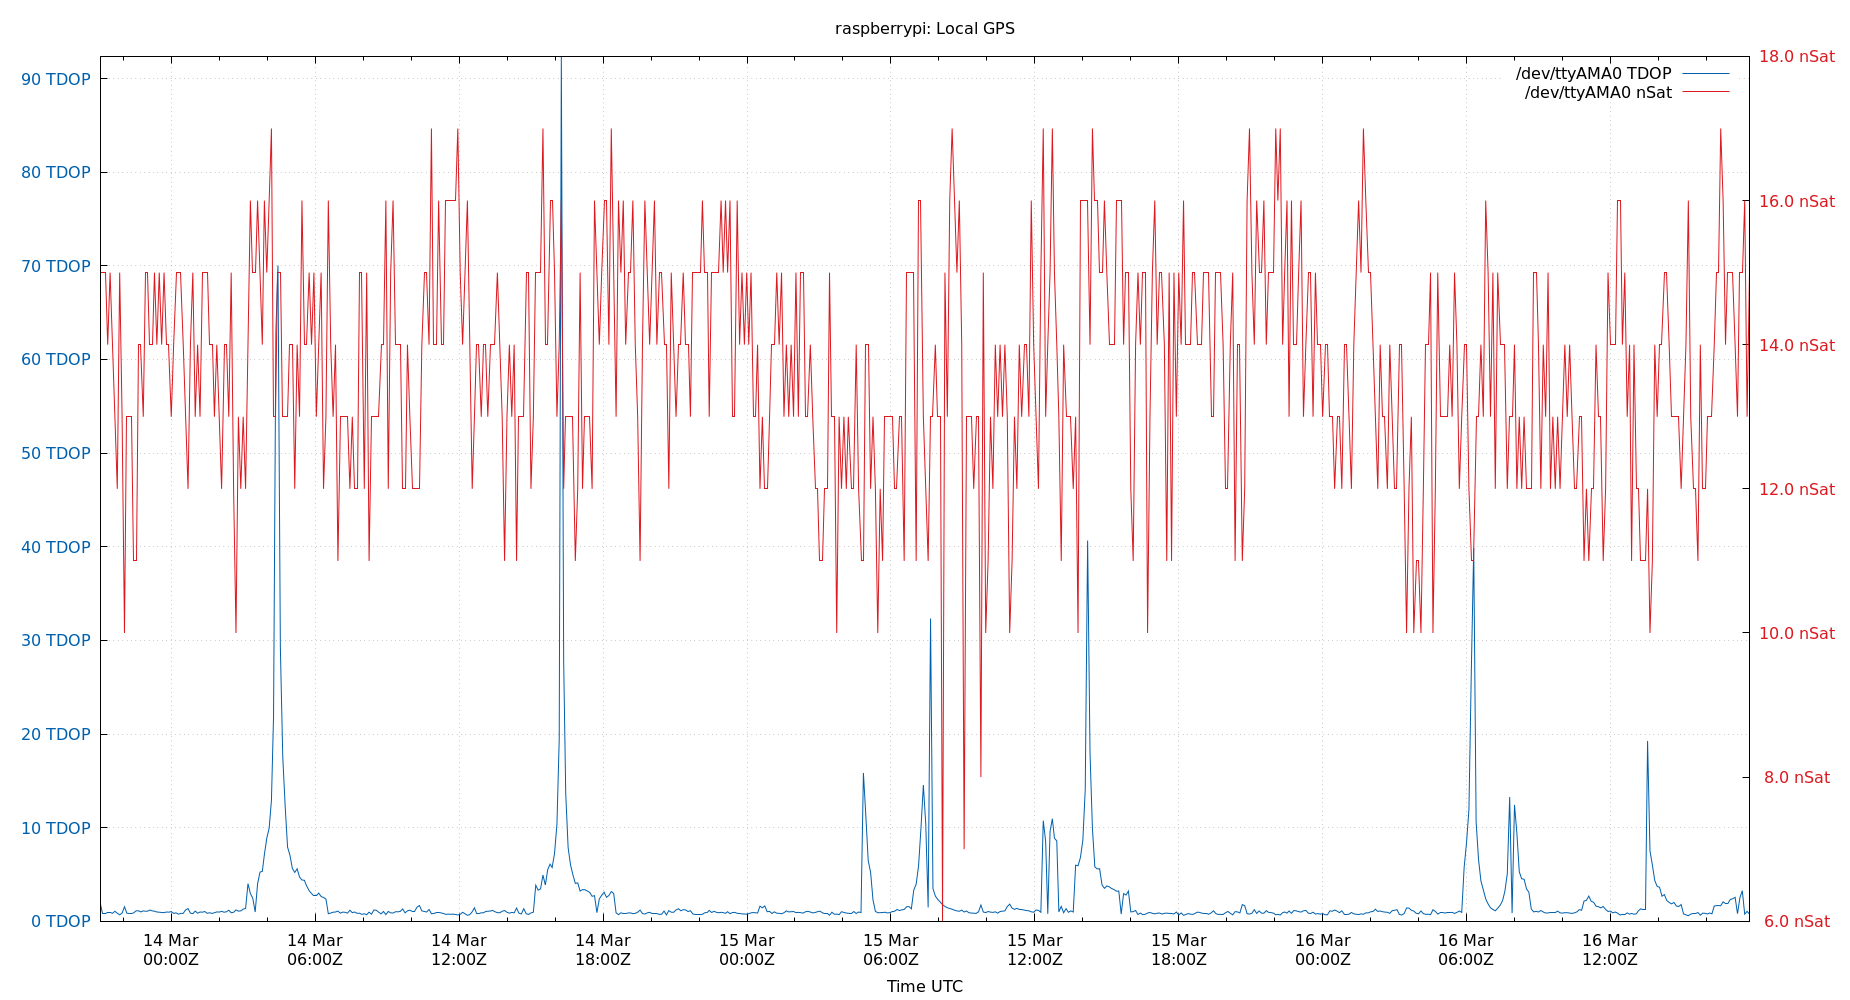 raspberrypi: Local GPS
/dev/ttyAMA0 TDOP
/dev/ttyAMA0 nSat
90 TDOP
80 TDOP
70 TDOP
60 TDOP
50 TDOP
40 TDOP
30 TDOP
20 TDOP
10 TDOP
0 TDOP
18.0 nSat
16.0 nSat
14.0 nSat
12.0 nSat
10.0 nSat
8.0 nSat
6.0 nSat
14 Mar
00:00Z
14 Mar
06:00Z
14 Mar
12:00Z
14 Mar
18:00Z
15 Mar
00:00Z
15 Mar
06:00Z
15 Mar
12:00Z
15 Mar
18:00Z
16 Mar
00:00Z
16 Mar
06:00Z
16 Mar
12:00Z
Time UTC